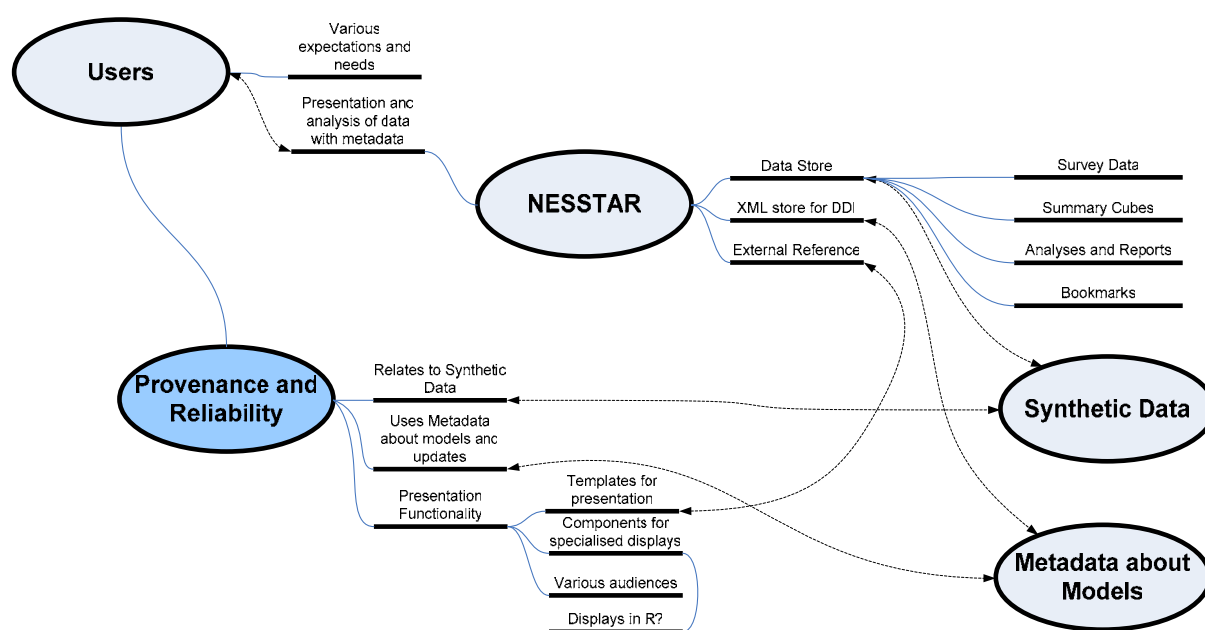 Users
Various
expectations and
needs
Presentation and
analysis of data
with metadata
NESSTAR
Data Store
XML store for DDI
External Reference
Survey Data
Summary Cubes
Analyses and Reports
Bookmarks
Provenance and
Reliability
Relates to Synthetic
Data
Uses Metadata
about models and
updates
Presentation
Functionality
Templates for
presentation
Components for
specialised displays
Various audiences
Displays in R?
Synthetic Data
Metadata about
Models